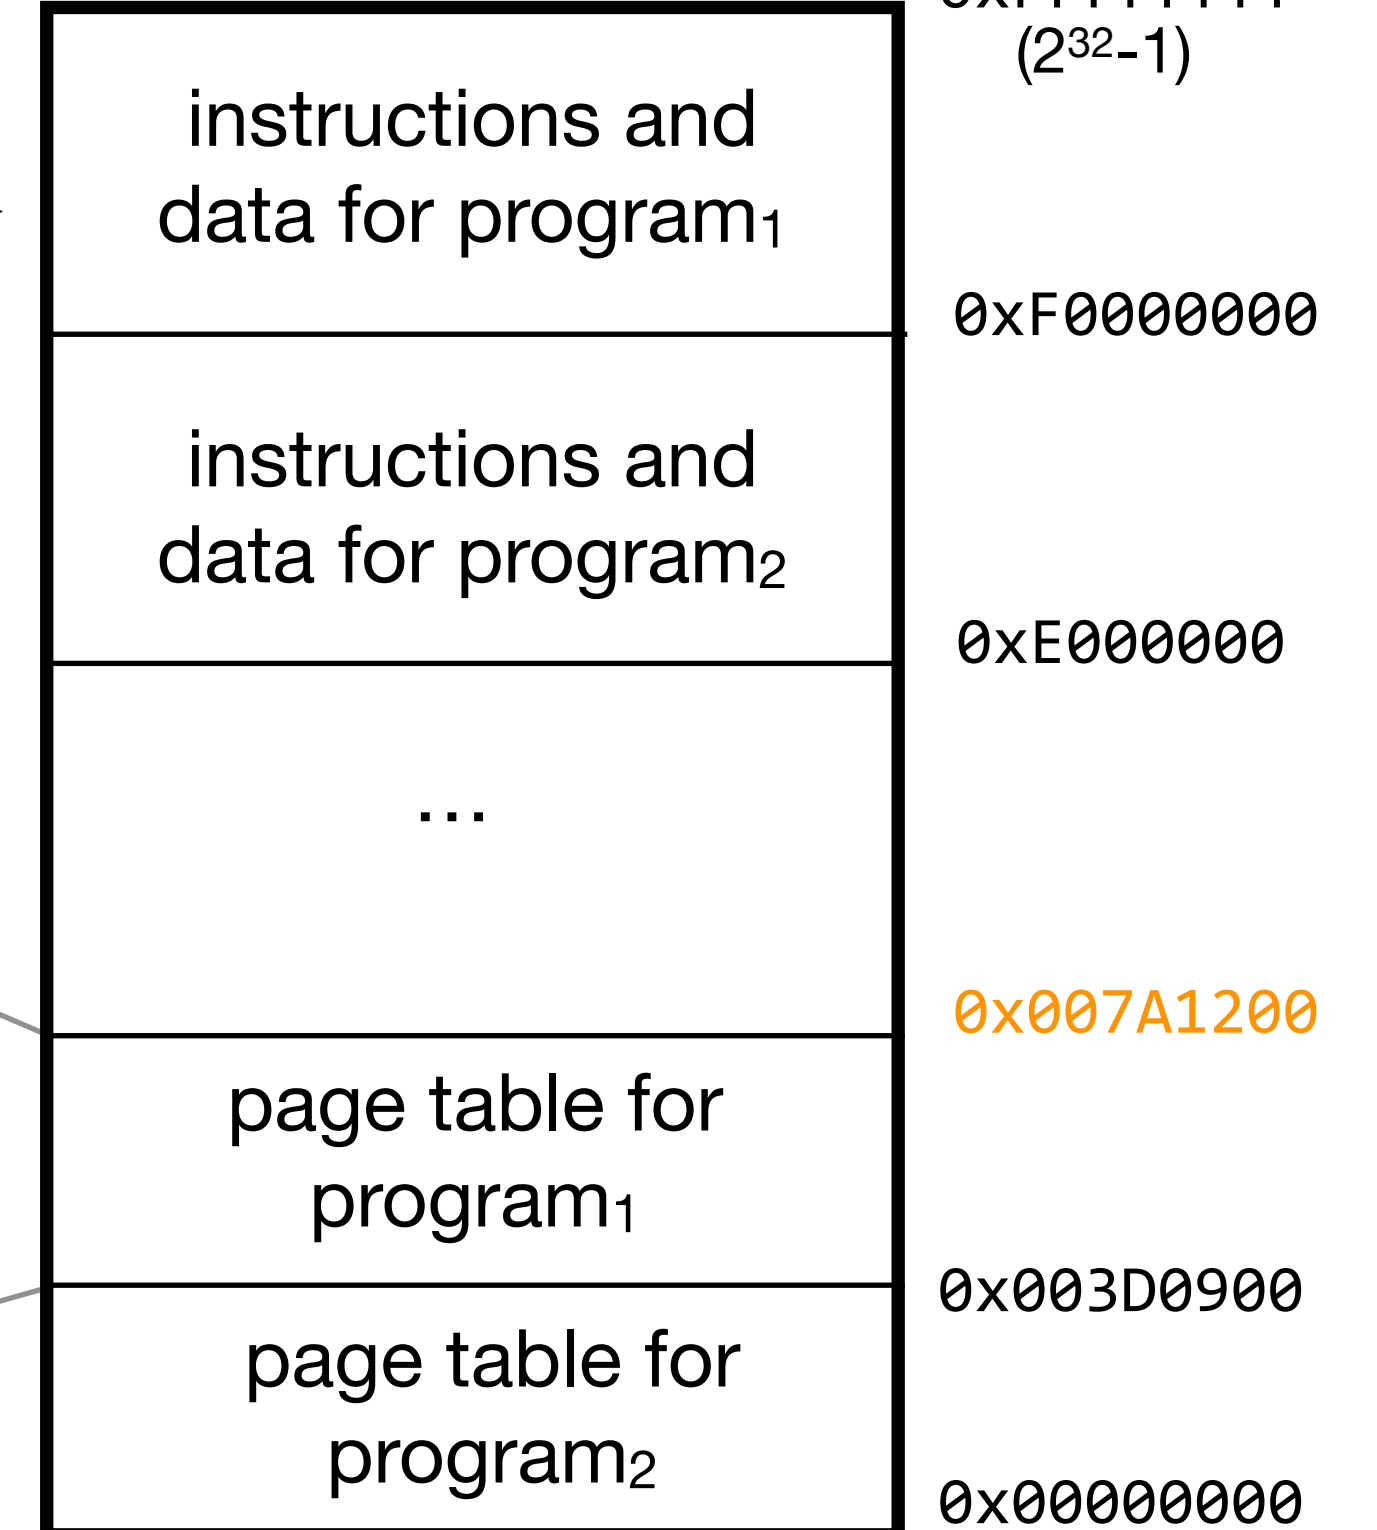 (2³²-1)
instructions and
data for program₁
0xF0000000
instructions and
data for program₂
0xE000000
...
0x007A1200
page table for
program₁
0x003D0900
page table for
program₂
0x00000000